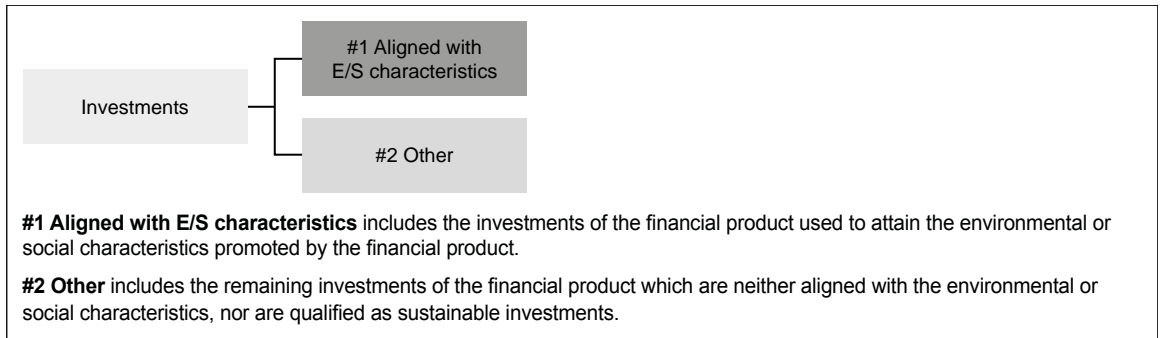 #1 Aligned with
E/S characteristics
Investments
#2 Other
#1 Aligned with E/S characteristics includes the investments of the financial product used to attain the environmental or
social characteristics promoted by the financial product.
#2 Other includes the remaining investments of the financial product which are neither aligned with the environmental or
social characteristics, nor are qualified as sustainable investments.